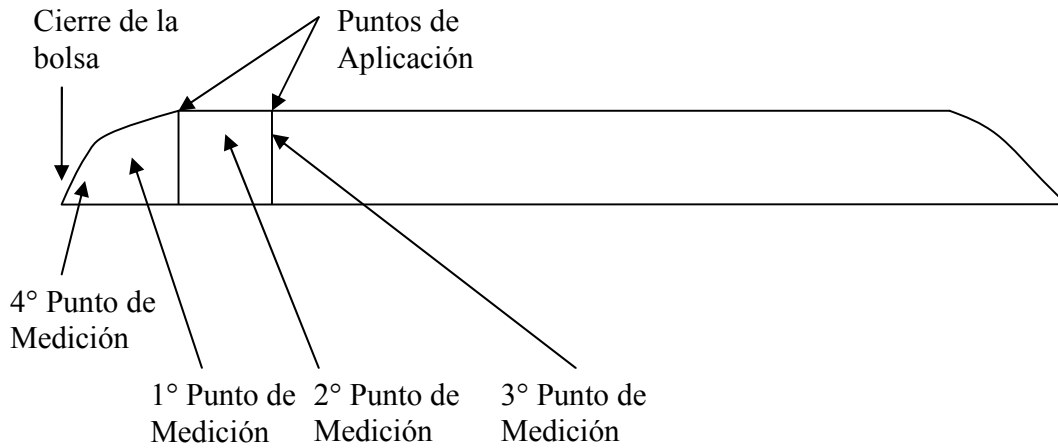 Cierre de la
bolsa
Puntos de
Aplicación
4° Punto de
Medición
1° Punto de
Medición
2° Punto de
Medición
3° Punto de
Medición